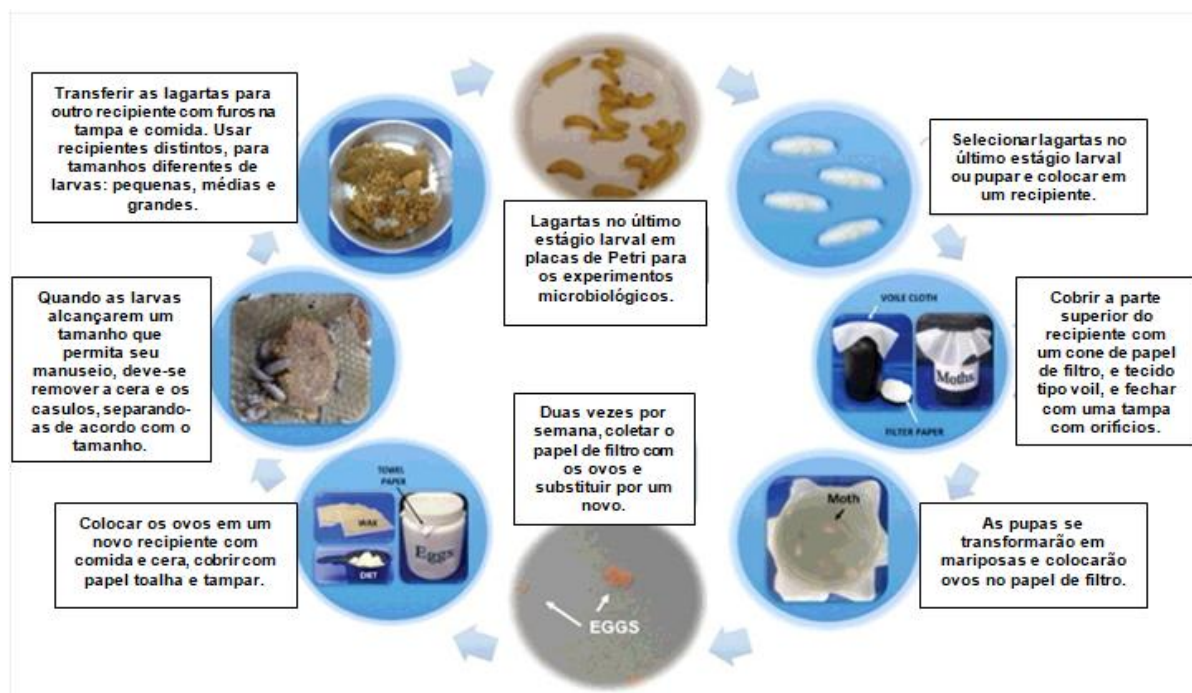 Transferir as lagartas para
outro recipiente com furos na
tampa e comida. Usar
recipientes distintos, para
tamanhos diferentes de
larvas: pequenas, médias e
grandes.
Lagartas no último
estágio larval em
placas de Petri para
os experimentos
microbiológicos.
Selecionar lagartas no
último estágio larval
ou pupar e colocar em
um recipiente.
VOILE CLOTH
Moths
FILTER PAPER
Cobrir a parte
superior do
recipiente com
um cone de papel
de filtro, e tecido
tipo voil, e fechar
com uma tampa
com orifícios.
Moth
As pupas se
transformarão em
mariposas e colocarão
ovos no papel de filtro.
Duas vezes por
semana, coletar o
papel de filtro com
os ovos e
substituir por um
novo.
EGGS
TOWEL
PAPER
WAX
Eggs
DIET
Colocar os ovos em um
novo recipiente com
comida e cera, cobrir com
papel toalha e tampar.
Quando as larvas
alcançarem um
tamanho que
permita seu
manuseio, deve-se
remover a cera e os
casulos, separando-
as de acordo com o
tamanho.